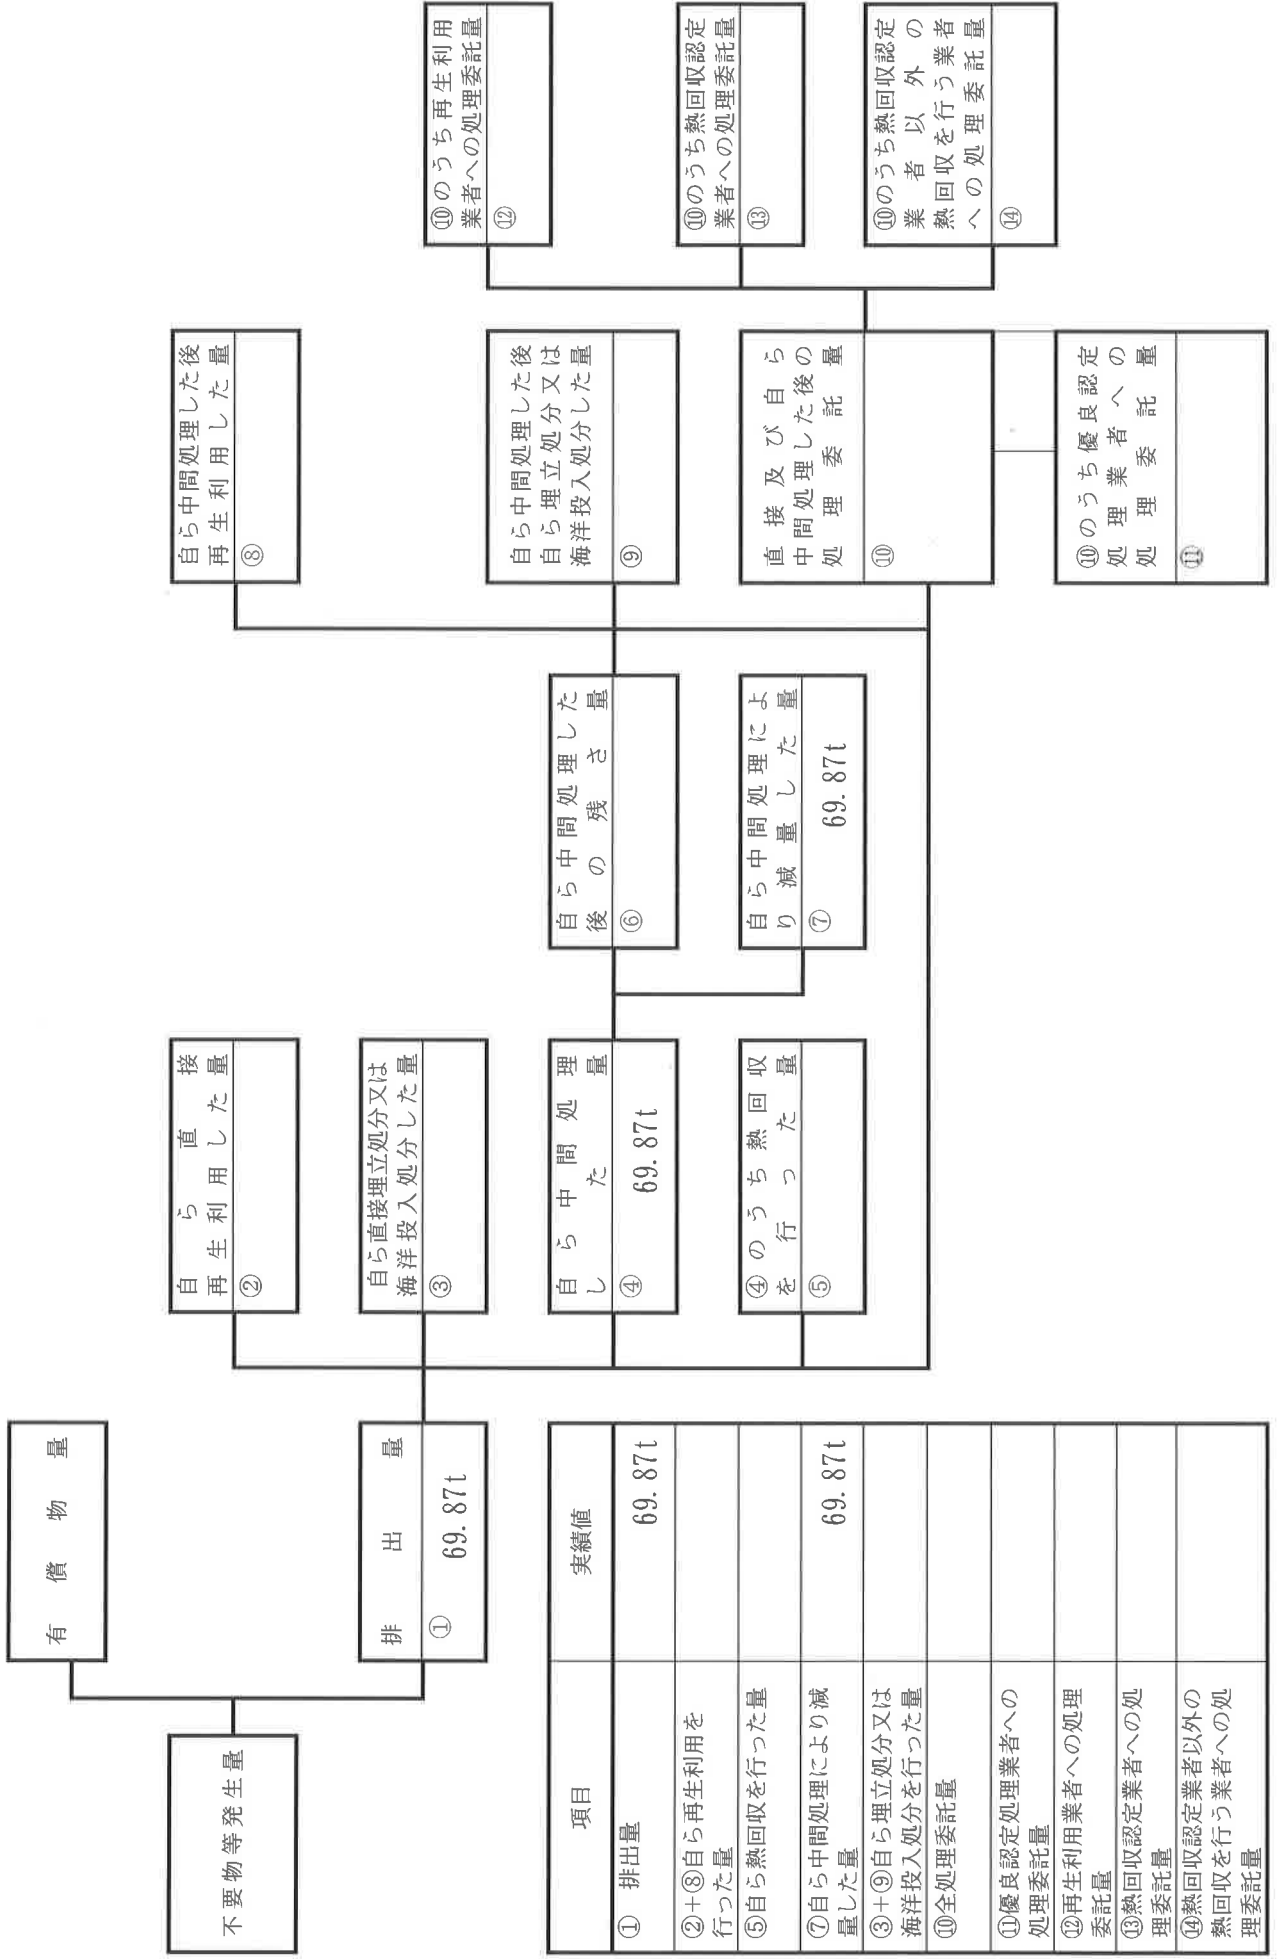 有償物量
不要物等発生量
排出量
①
69.87t
自ら直接
再生利用した量
②
自ら直接埋立処分又は
海洋投入処分した量
③
自ら中間処理
した量
④
69.87t
④のうち熱回収
を行った量
⑤
自ら中間処理した
後の残さ量
⑥
自ら中間処理によ
り減量した量
⑦
69.87t
自ら中間処理した後
再生利用した量
⑧
自ら中間処理した後
自ら埋立処分又は
海洋投入処分した量
⑨
直接及び自ら
中間処理した後の
処理委託量
⑩
⑩のうち優良認定
処理業者への
処理委託量
⑪
⑩のうち再生利用
業者への処理委託量
⑫
⑩のうち熱回収認定
業者への処理委託量
⑬
⑩のうち熱回収認定
業者以外の
熱回収を行う業者
への処理委託量
⑭
項目 実績値
① 排出量 69.87t
②+⑧自ら再生利用を
行った量
⑤自ら熱回収を行った量
⑦自ら中間処理により減
量した量 69.87t
③+⑨自ら埋立処分又は
海洋投入処分を行った量
⑩全処理委託量
⑪優良認定処理業者への
処理委託量
⑫再生利用業者への処理
委託量
⑬熱回収認定業者への処
理委託量
⑭熱回収認定業者以外の
熱回収を行う業者への処
理委託量